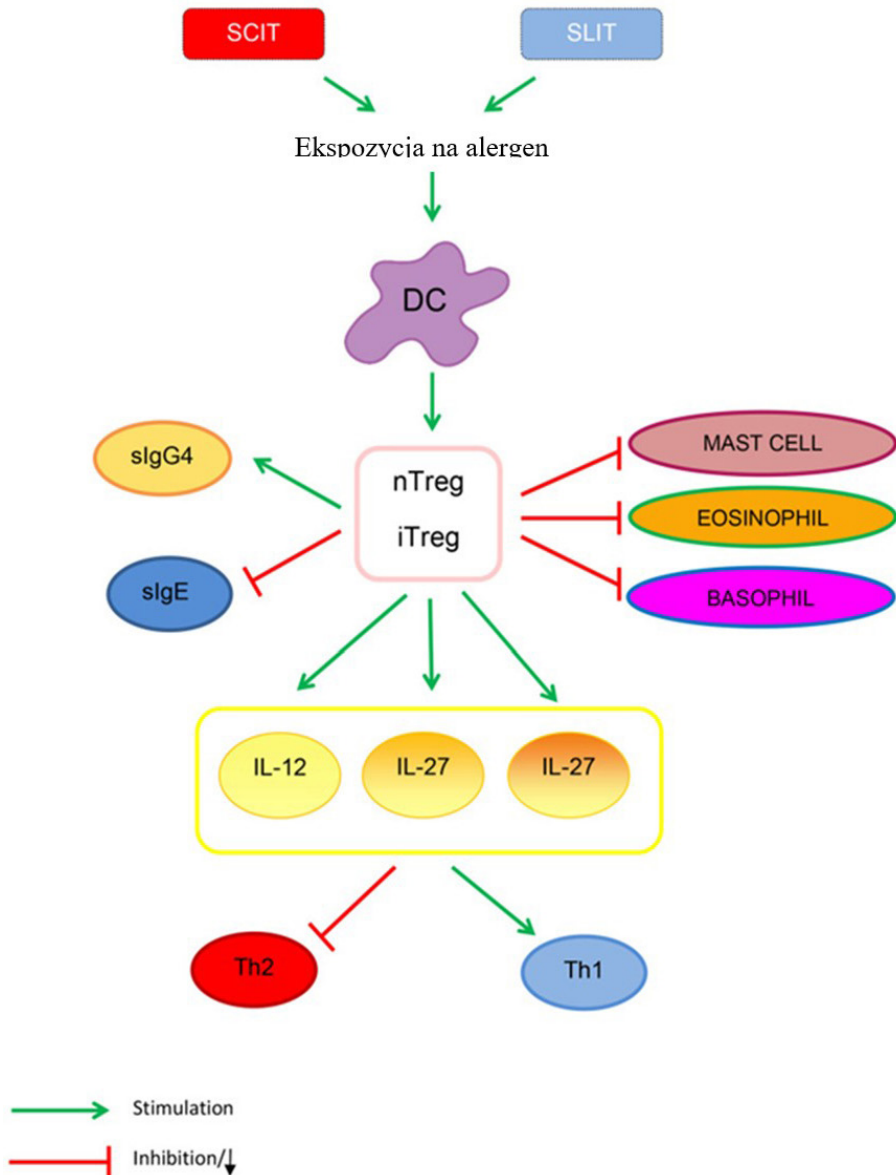 SCIT
SLIT
Ekspozycja na alergen
DC
sIgG4
nTreg
iTreg
MAST CELL
EOSINOPHIL
sIgE
BASOPHIL
IL-12
IL-27
IL-27
Th2
Th1
Stimulation
Inhibition/↓